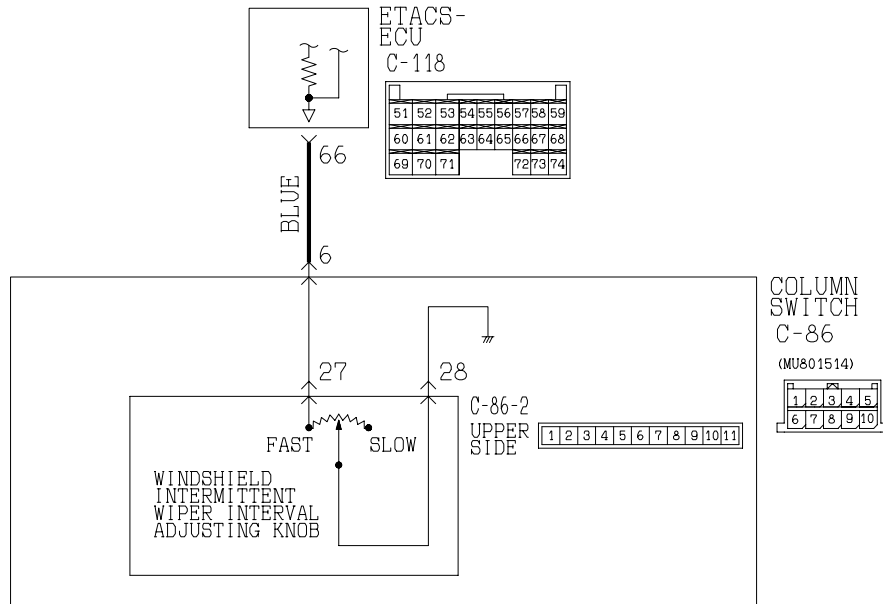 ETACS-
ECU
C-118
51 52 53 54 55 56 57 58 59
60 61 62 63 64 65 66 67 68
69 70 71 72 73 74
66
BLUE
6
COLUMN
SWITCH
C-86
(MU801514)
1 2 3 4 5
6 7 8 9 10
27
28
C-86-2
UPPER
SIDE
1 2 3 4 5 6 7 8 9 10 11
FAST
SLOW
WINDSHIELD
INTERMITTENT
WIPER INTERVAL
ADJUSTING KNOB